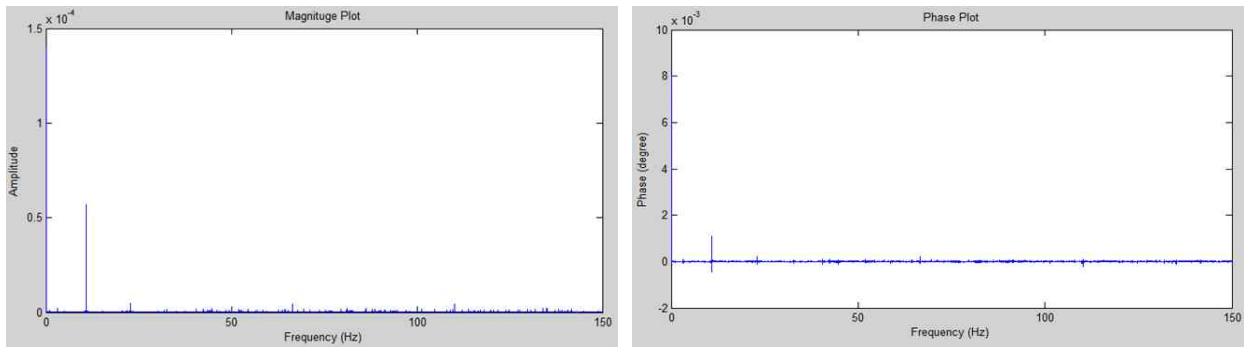 Magnituge Plot
x 10⁻⁴
1.5
1
0.5
0
Amplitude
0
50
100
150
Frequency (Hz)
Phase Plot
x 10⁻³
10
8
6
4
2
0
-2
Phase (degree)
0
50
100
150
Frequency (Hz)